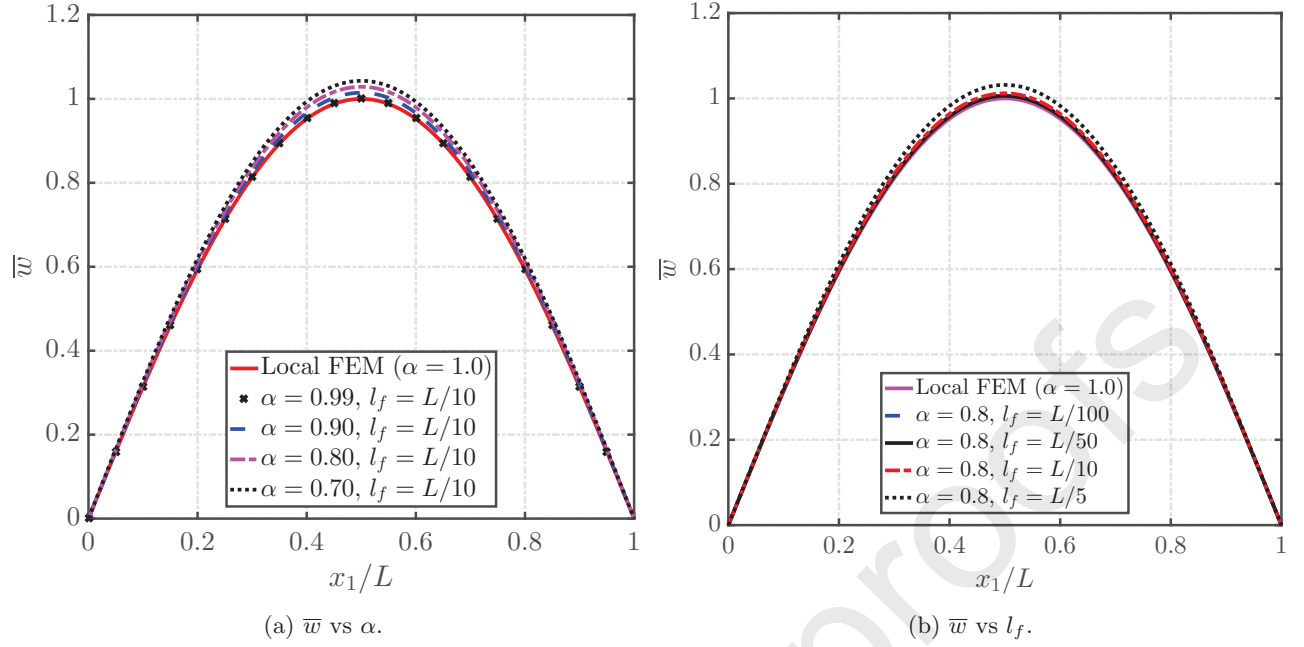 1.2
1
0.8
0.6
0.4
0.2
0
w̅
0
0.2
0.4
0.6
0.8
1
x₁/L
Local FEM (α = 1.0)
α = 0.99, l_f = L/10
α = 0.90, l_f = L/10
α = 0.80, l_f = L/10
α = 0.70, l_f = L/10
(a) w̅ vs α.
1.2
1
0.8
0.6
0.4
0.2
0
w̅
0
0.2
0.4
0.6
0.8
1
x₁/L
Local FEM (α = 1.0)
α = 0.8, l_f = L/100
α = 0.8, l_f = L/50
α = 0.8, l_f = L/10
α = 0.8, l_f = L/5
(b) w̅ vs l_f.
proofs